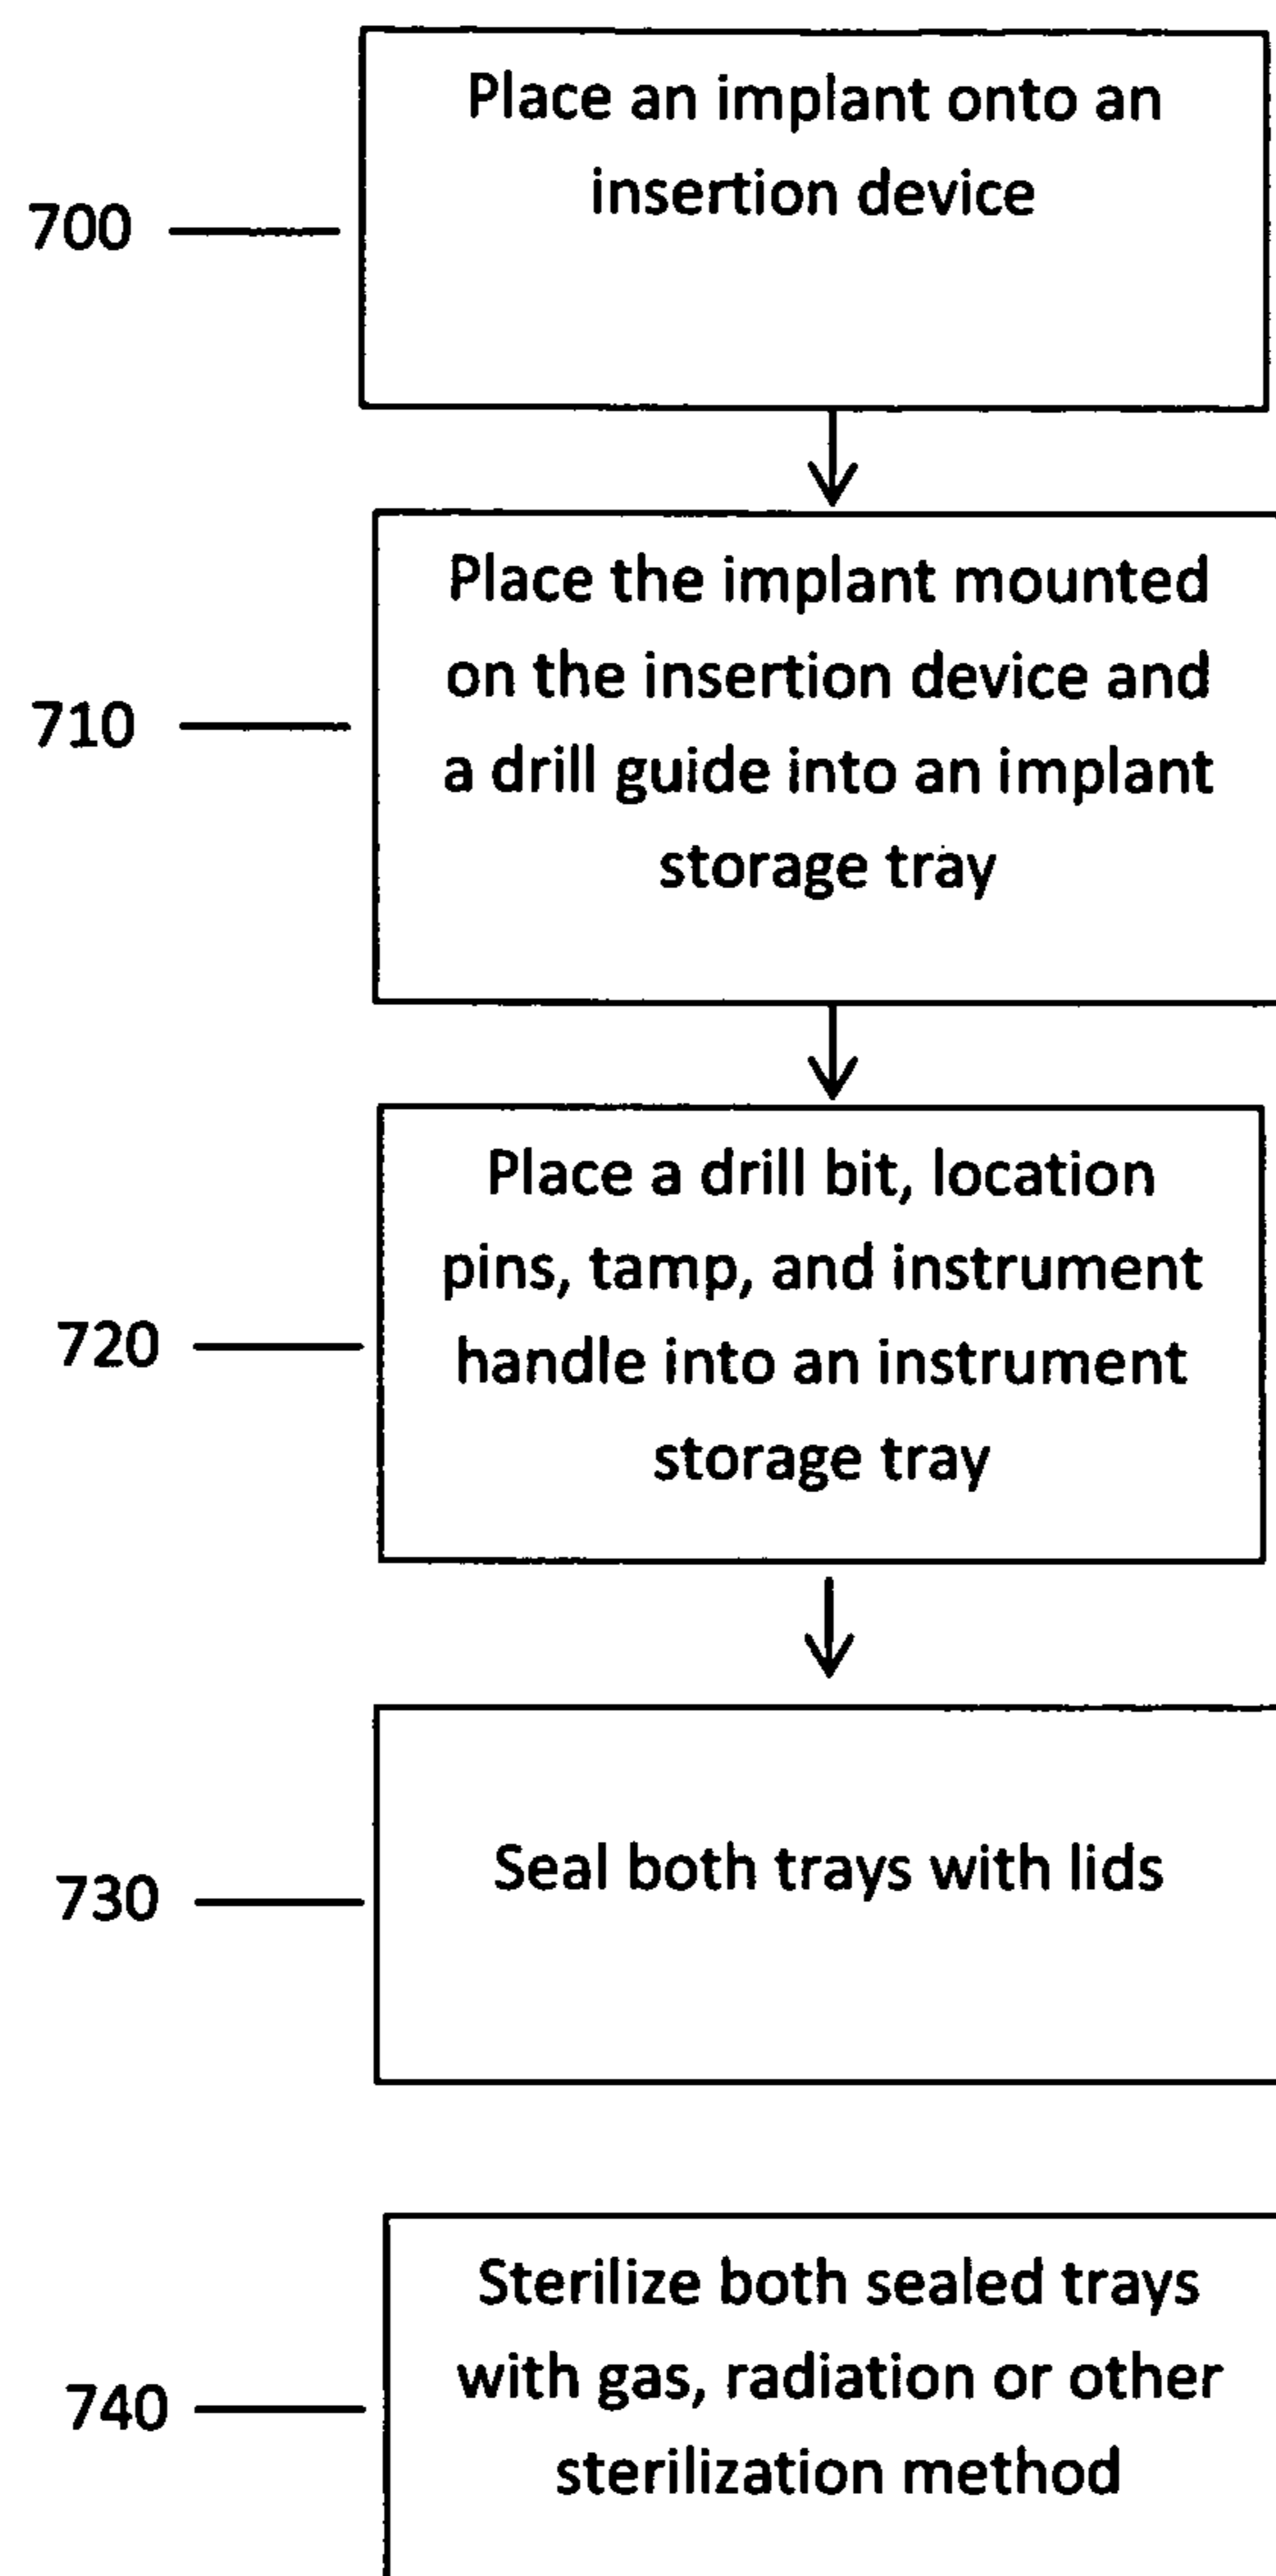 Place an implant onto an
insertion device
700
Place the implant mounted
on the insertion device and
710
a drill guide into an implant
storage tray
Place a drill bit, location
pins, tamp, and instrument
720
handle into an instrument
storage tray
Seal both trays with lids
730
Sterilize both sealed trays
with gas, radiation or other
740
sterilization method